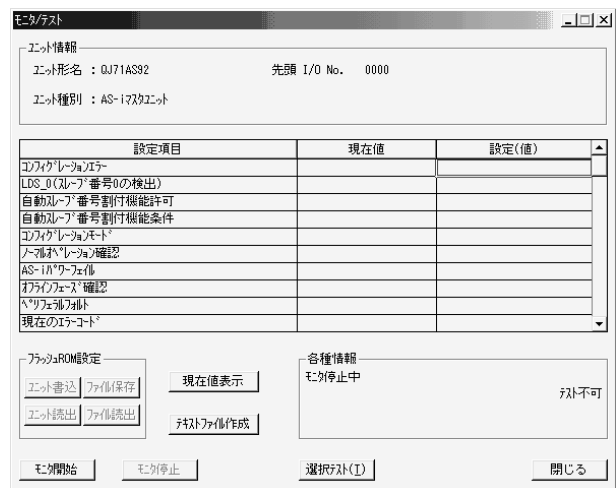 ﾓﾆﾀ/ﾃｽﾄ
ﾕﾆｯﾄ情報
ﾕﾆｯﾄ形名 : QJ71AS92 先頭 I/O No. 0000
ﾕﾆｯﾄ種別 : AS-iﾏｽﾀﾕﾆｯﾄ
設定項目 現在値 設定(値)
ｺﾝﾌｨｸﾞﾚｰｼｮﾝｴﾗｰ
LDS_0(ｽﾚｰﾌﾞ番号0の検出)
自動ｽﾚｰﾌﾞ番号割付機能許可
自動ｽﾚｰﾌﾞ番号割付機能条件
ｺﾝﾌｨｸﾞﾚｰｼｮﾝﾓｰﾄﾞ
ﾉｰﾏﾙｵﾍﾟﾚｰｼｮﾝ確認
AS-iﾊﾟﾜｰﾌｪｲﾙ
ｵﾌﾗｲﾝﾌｪｰｽﾞ確認
ﾍﾟﾘﾌｪﾗﾙﾌｫﾙﾄ
現在のｴﾗｰｺｰﾄﾞ
ﾌﾗｯｼｭROM設定
ﾕﾆｯﾄ書込 ﾌｧｲﾙ保存
ﾕﾆｯﾄ読出 ﾌｧｲﾙ読出
現在値表示
ﾃｷｽﾄﾌｧｲﾙ作成
各種情報
ﾓﾆﾀ停止中
ﾃｽﾄ不可
ﾓﾆﾀ開始 ﾓﾆﾀ停止 選択ﾃｽﾄ(T) 閉じる